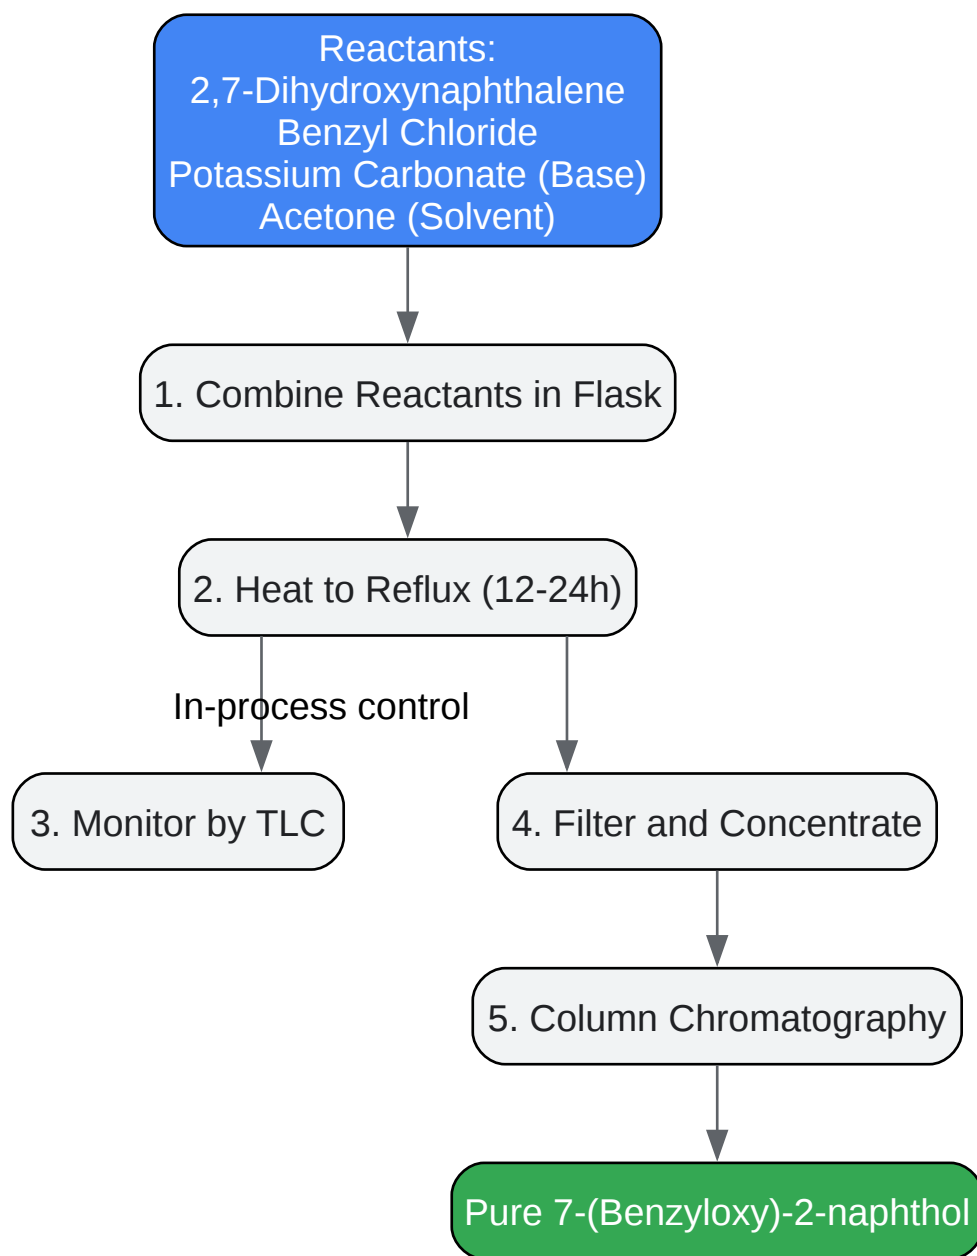 Reactants:
2,7-Dihydroxynaphthalene
Benzyl Chloride
Potassium Carbonate (Base)
Acetone (Solvent)
1. Combine Reactants in Flask
2. Heat to Reflux (12-24h)
In-process control
3. Monitor by TLC
4. Filter and Concentrate
5. Column Chromatography
Pure 7-(Benzyloxy)-2-naphthol